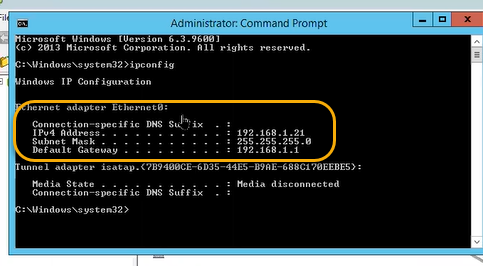 Administrator: Command Prompt
Microsoft Windows [Version 6.3.9600]
(c) 2013 Microsoft Corporation. All rights reserved.
C:\Windows\system32>ipconfig
Windows IP Configuration
Ethernet adapter Ethernet0:
Connection-specific DNS Suffix . :
IPv4 Address. . . . . . . . . . . : 192.168.1.21
Subnet Mask . . . . . . . . . . . : 255.255.255.0
Default Gateway . . . . . . . . . : 192.168.1.1
Tunnel adapter isatap.{7B9400CE-6D35-44E5-B9AE-688C170EEBE5}:
Media State . . . . . . . . . . . : Media disconnected
Connection-specific DNS Suffix . :
C:\Windows\system32>